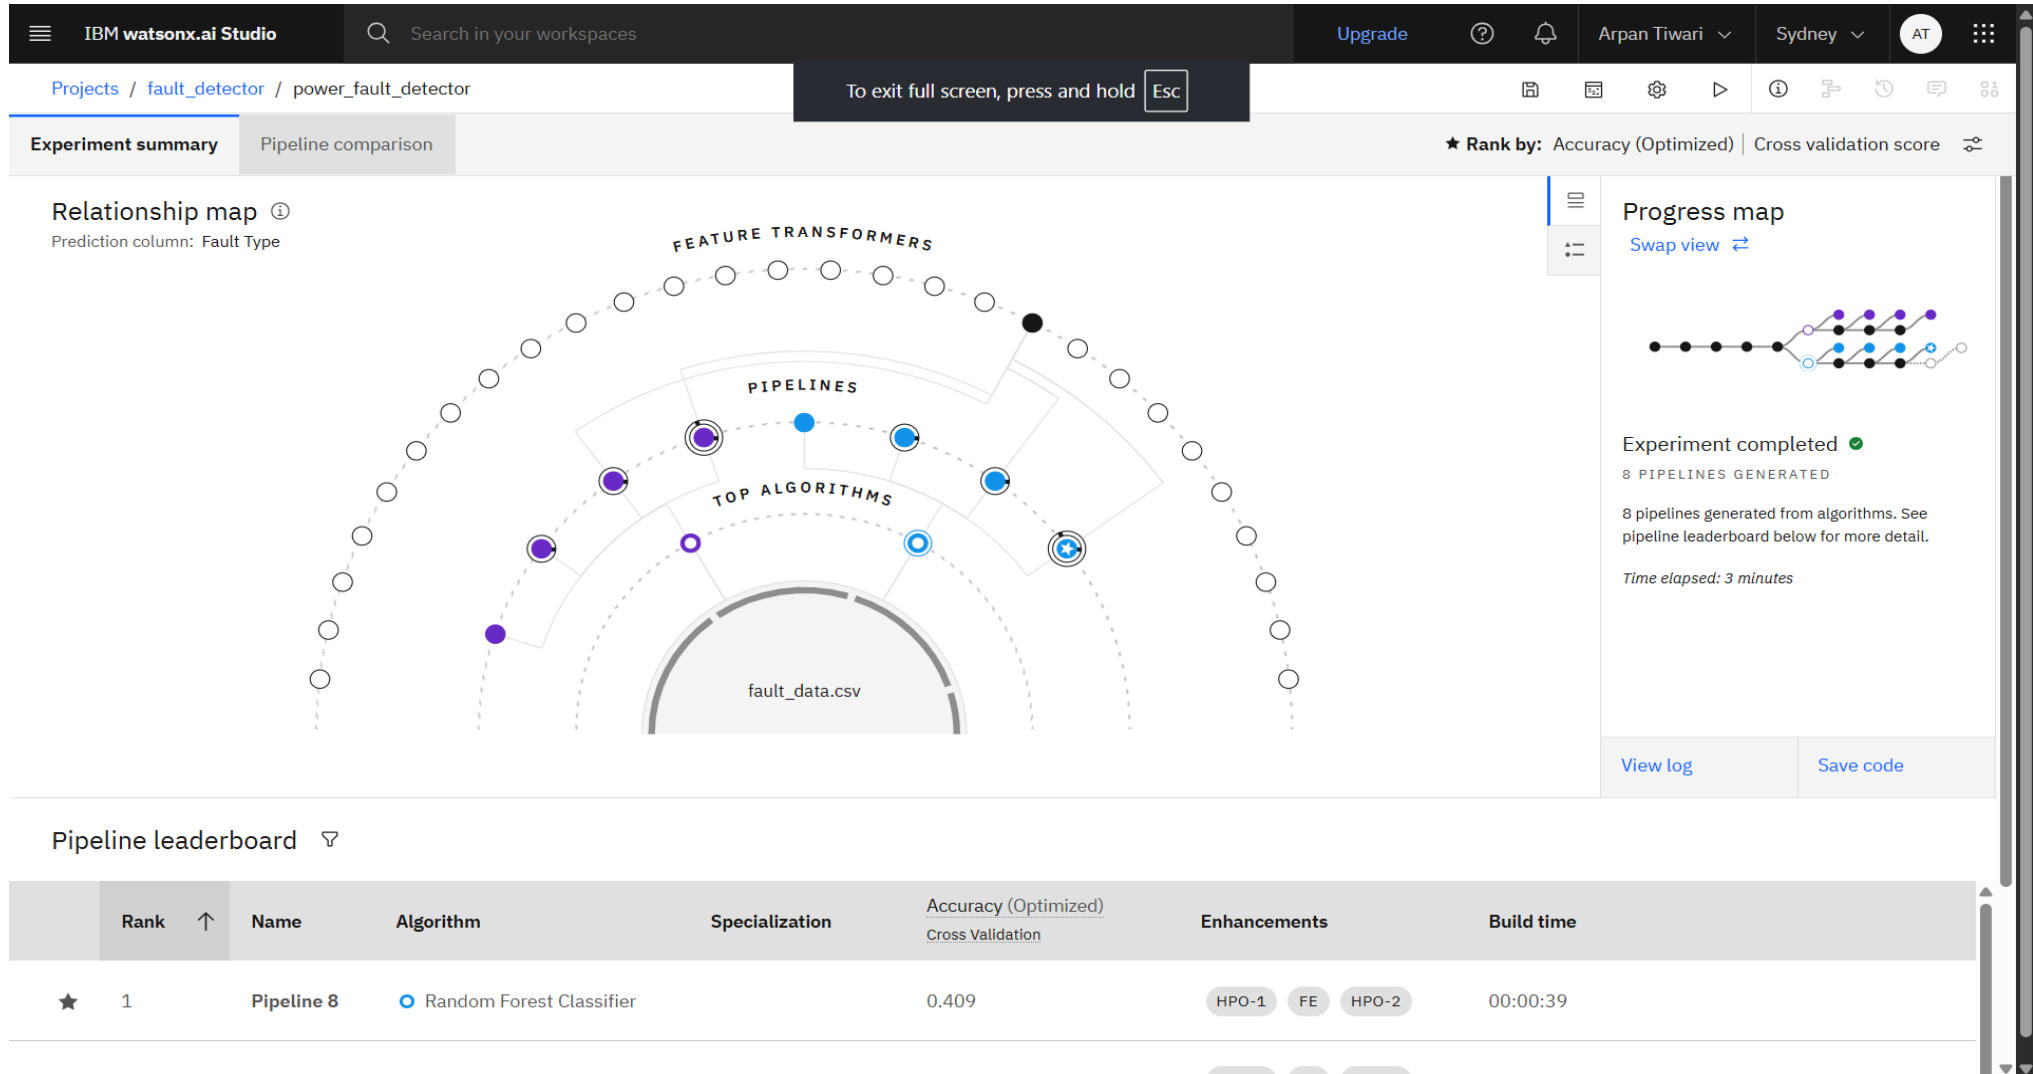 IBM watsonx.ai Studio
Search in your workspaces
Upgrade
Arpan Tiwari
Sydney
AT
Projects / fault_detector / power_fault_detector
To exit full screen, press and hold Esc
Experiment summary
Pipeline comparison
Rank by: Accuracy (Optimized) | Cross validation score
Relationship map
Prediction column: Fault Type
FEATURE TRANSFORMERS
PIPELINES
TOP ALGORITHMS
fault_data.csv
Progress map
Swap view
Experiment completed
8 PIPELINES GENERATED
8 pipelines generated from algorithms. See
pipeline leaderboard below for more detail.
Time elapsed: 3 minutes
View log
Save code
Pipeline leaderboard
Rank
Name
Algorithm
Specialization
Accuracy (Optimized)
Cross Validation
Enhancements
Build time
1
Pipeline 8
Random Forest Classifier
0.409
HPO-1
FE
HPO-2
00:00:39